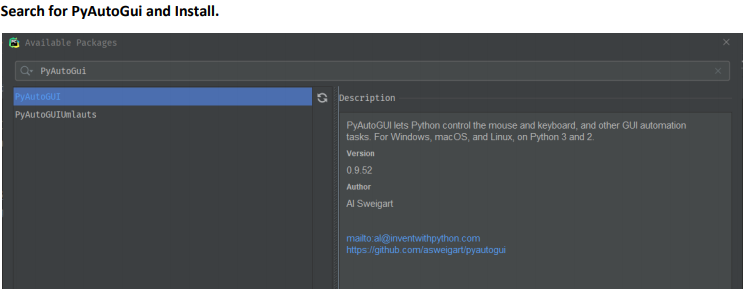 Search for PyAutoGui and Install.
Available Packages
PyAutoGui
PyAutoGUI
PyAutoGUIUmlauts
Description
PyAutoGUI lets Python control the mouse and keyboard, and other GUI automation
tasks. For Windows, macOS, and Linux, on Python 3 and 2.
Version
0.9.52
Author
Al Sweigart
mailto:al@inventwithpython.com
https://github.com/asweigart/pyautogui